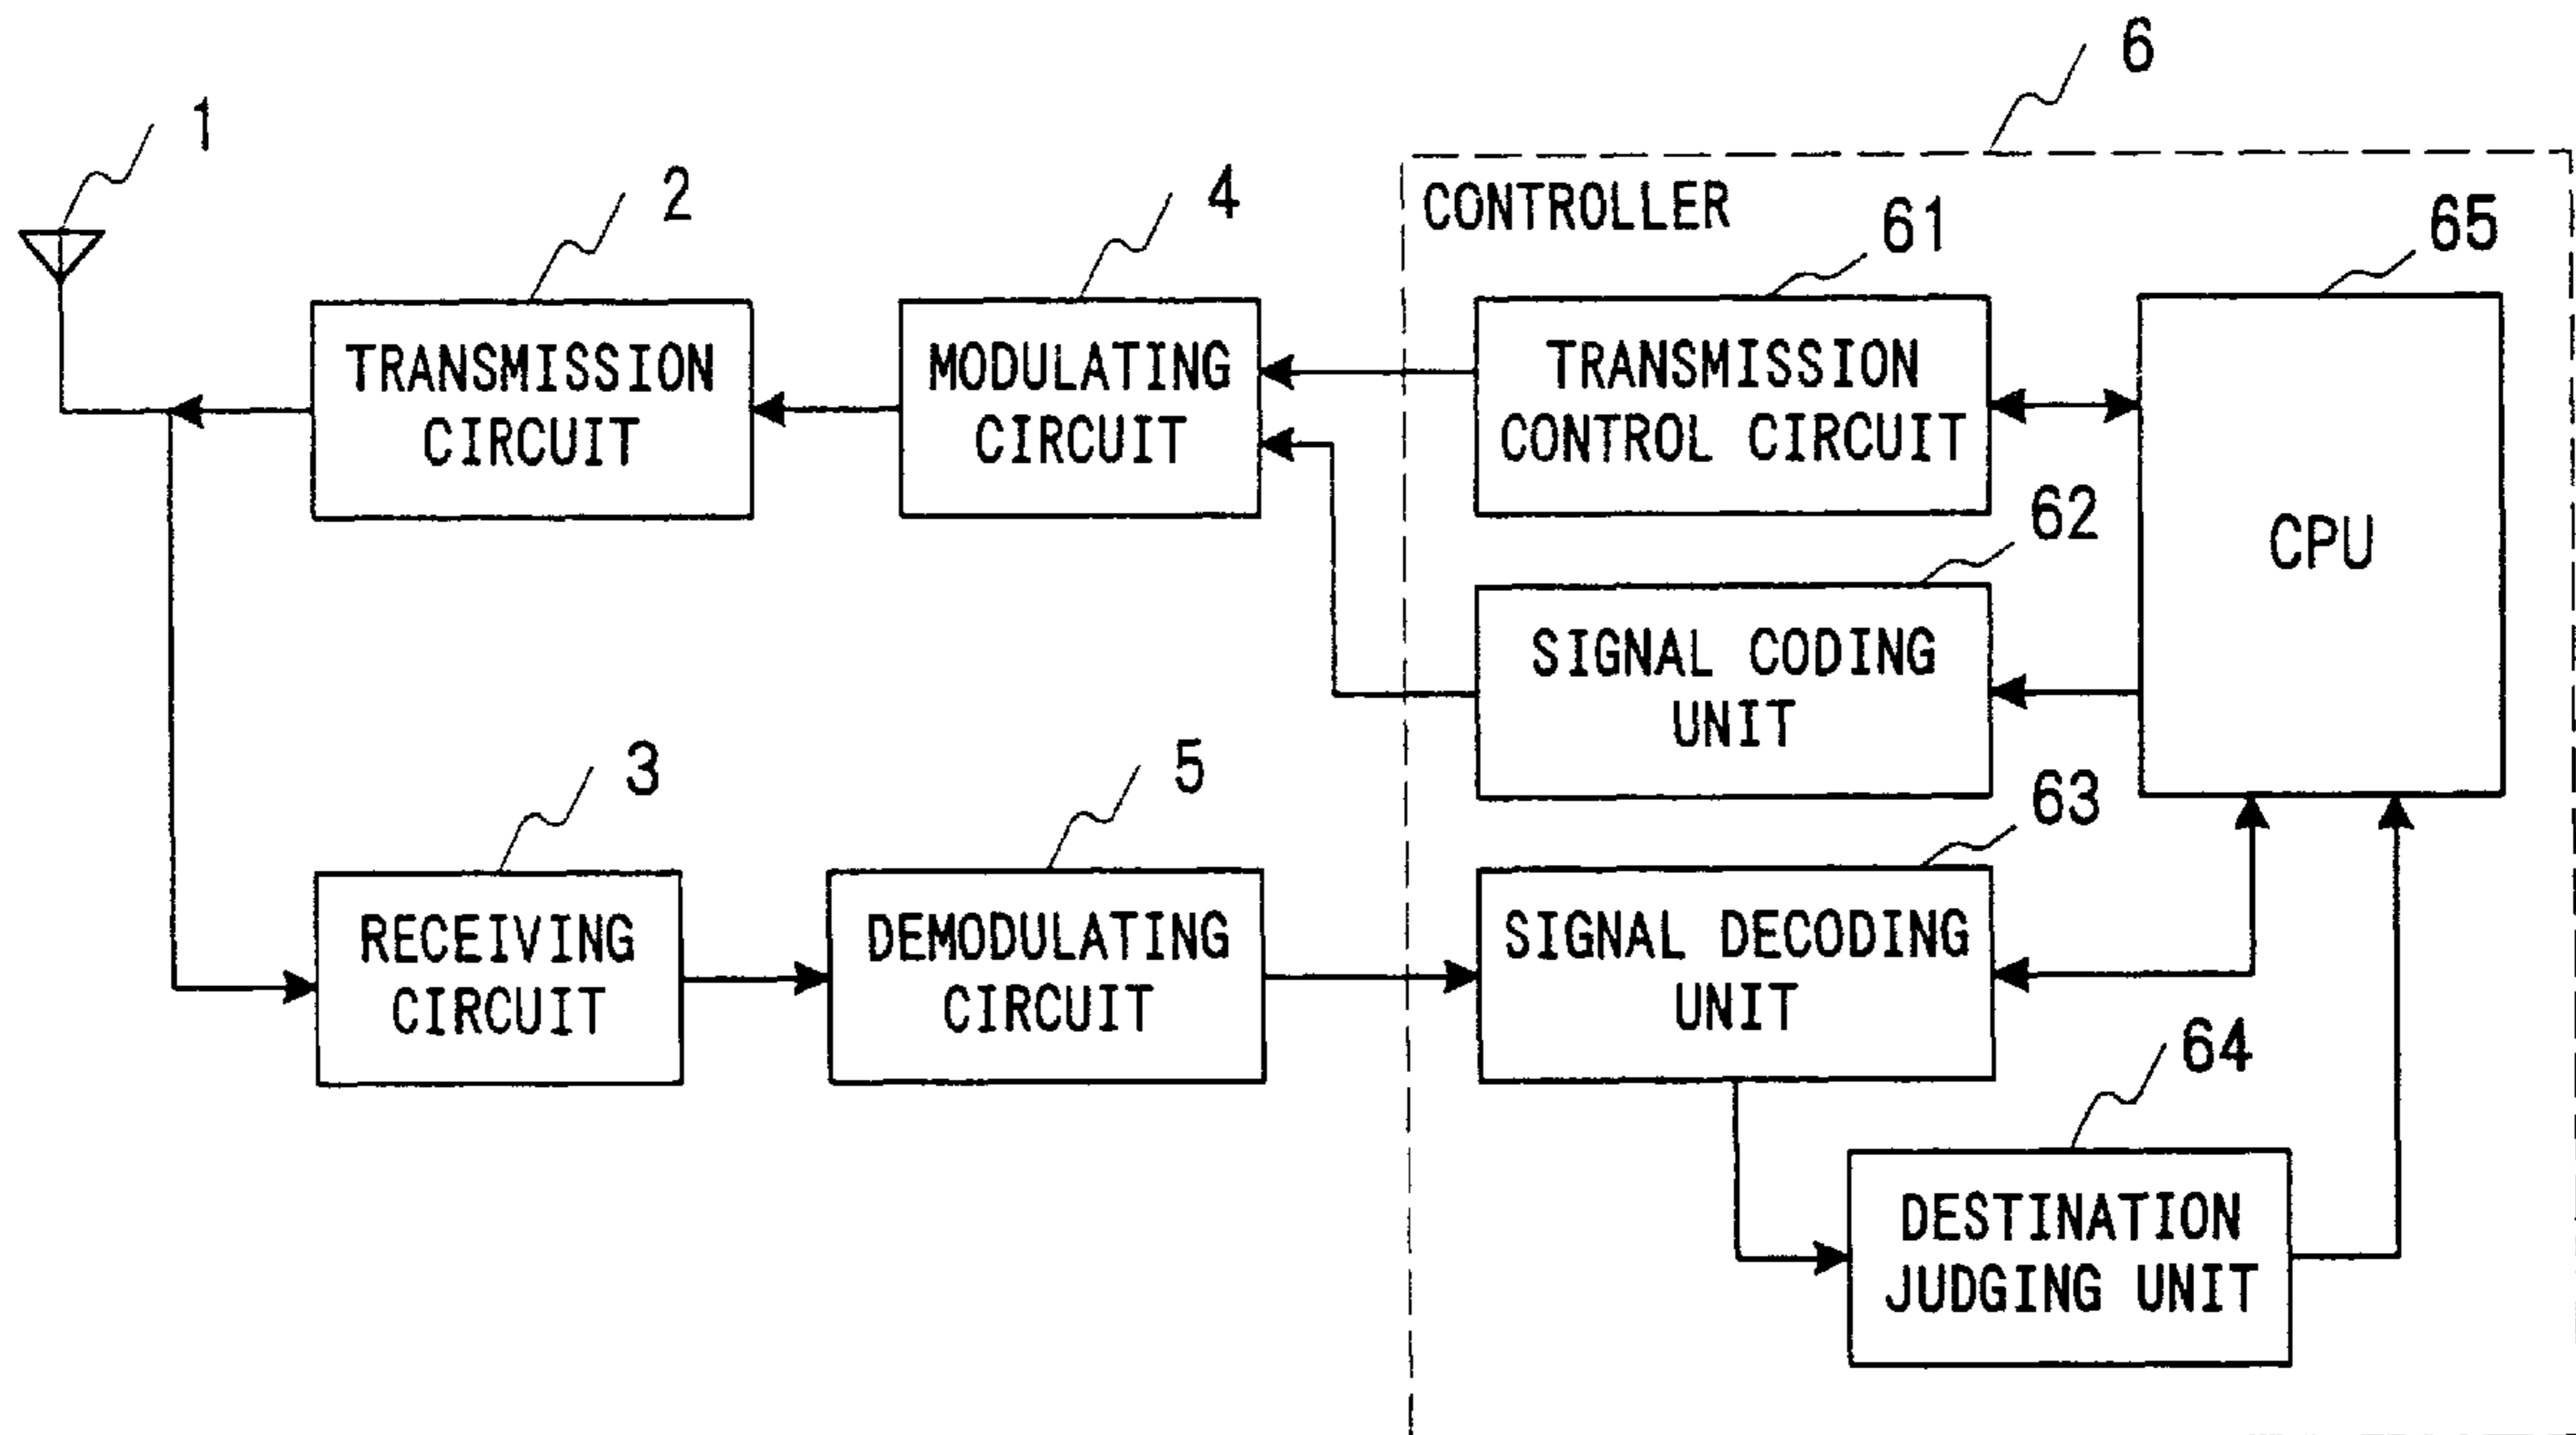 6
1
2
4
CONTROLLER
61
65
TRANSMISSION
CIRCUIT
MODULATING
CIRCUIT
TRANSMISSION
CONTROL CIRCUIT
CPU
62
SIGNAL CODING
UNIT
3
5
63
RECEIVING
CIRCUIT
DEMODULATING
CIRCUIT
SIGNAL DECODING
UNIT
64
DESTINATION
JUDGING UNIT